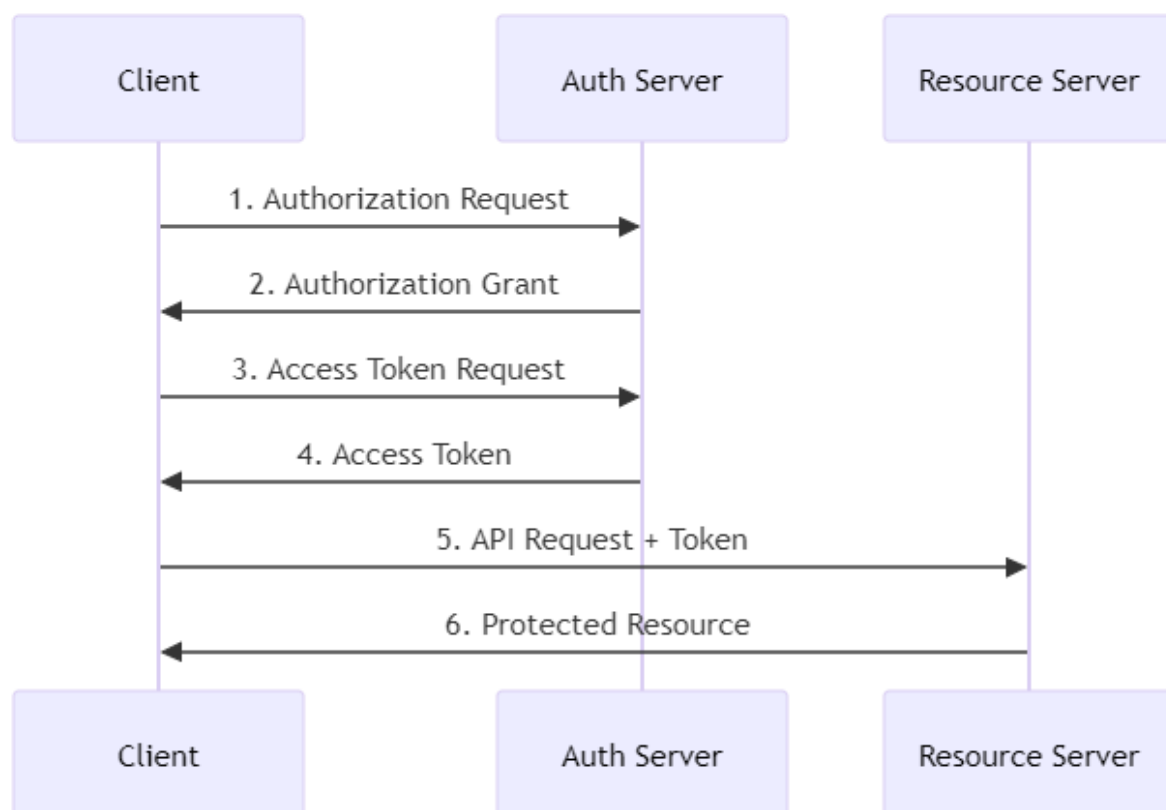 Client
Auth Server
Resource Server
1. Authorization Request
2. Authorization Grant
3. Access Token Request
4. Access Token
5. API Request + Token
6. Protected Resource
Client
Auth Server
Resource Server